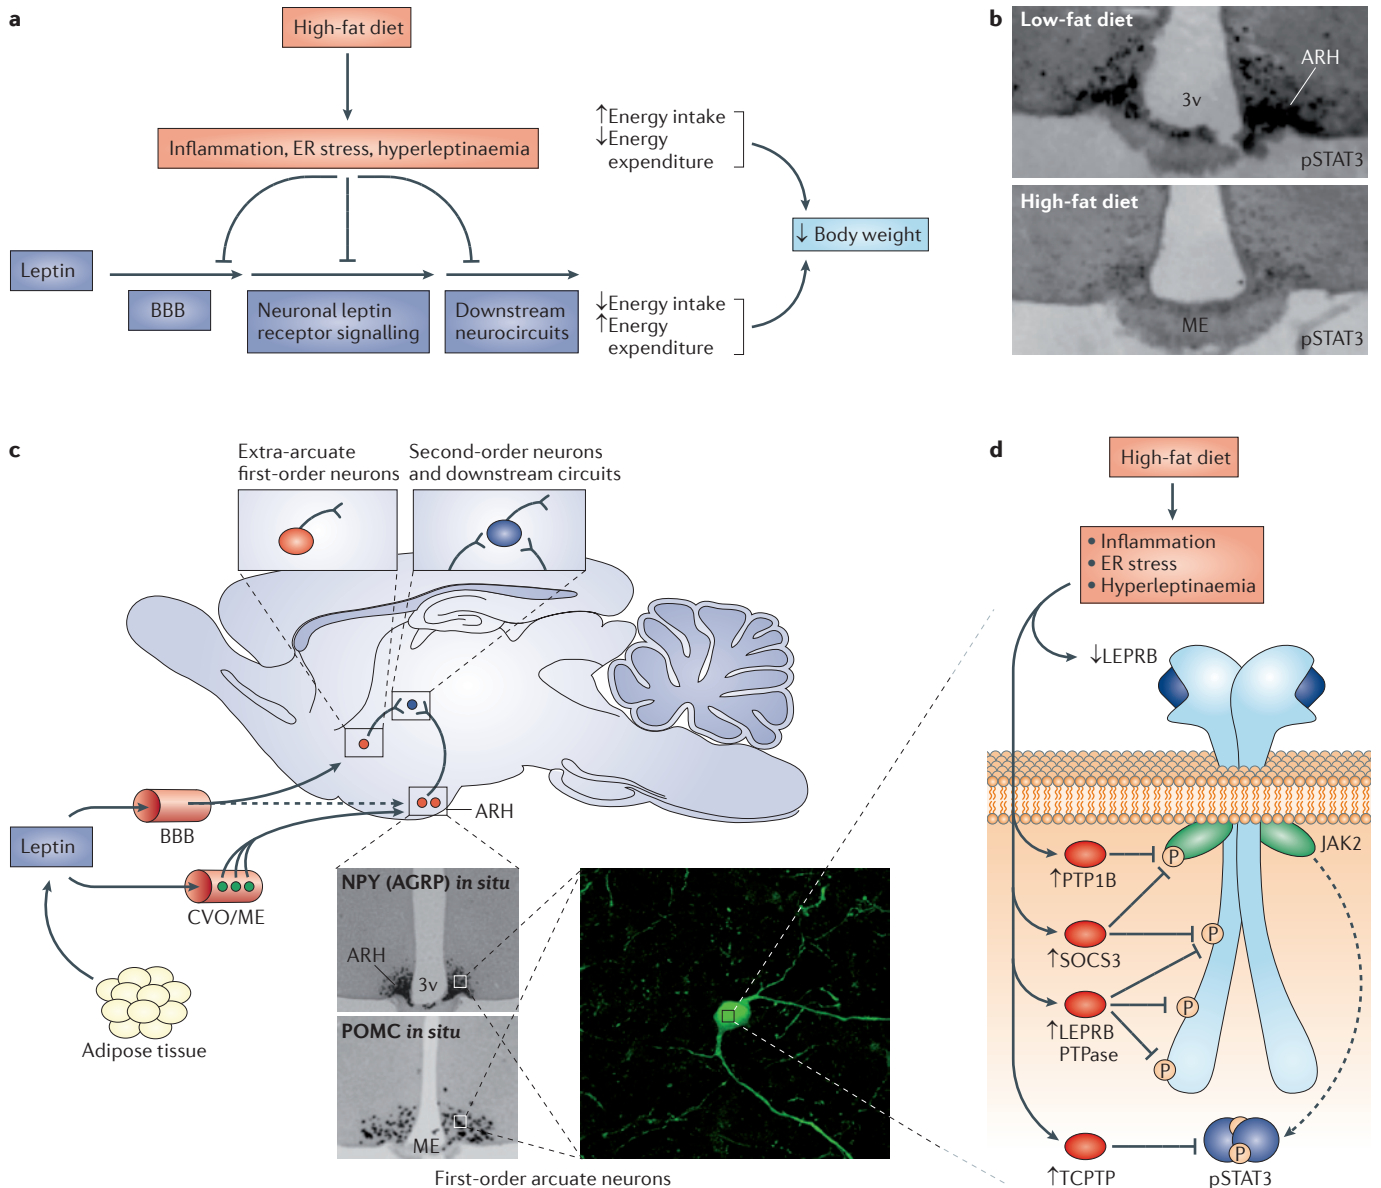 a
High-fat diet
Inflammation, ER stress, hyperleptinaemia
Leptin
BBB
Neuronal leptin
receptor signalling
Downstream
neurocircuits
↑Energy intake
↓Energy
expenditure
↓ Body weight
↓Energy intake
↑Energy
expenditure
b
Low-fat diet
ARH
3v
pSTAT3
High-fat diet
ME
pSTAT3
c
Extra-arcuate
first-order neurons
Second-order neurons
and downstream circuits
BBB
ARH
Leptin
CVO/ME
Adipose tissue
NPY (AGRP) in situ
ARH
3v
POMC in situ
ME
First-order arcuate neurons
d
High-fat diet
• Inflammation
• ER stress
• Hyperleptinaemia
↓LEPRB
JAK2
P
↑PTP1B
P
↑SOCS3
P
↑LEPRB
PTPase
P
P
↑TCPTP
pSTAT3